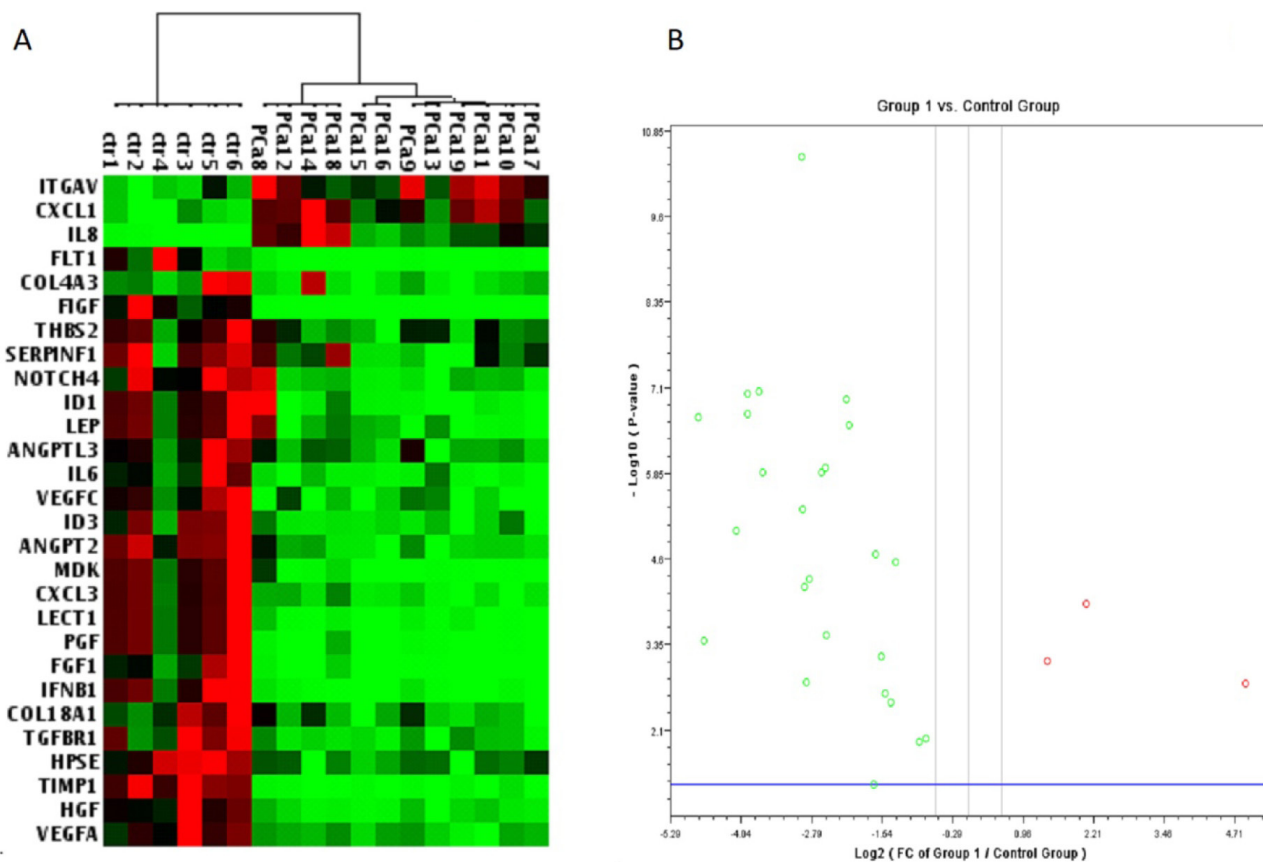 A
ctr1 ctr2 ctr4 ctr3 ctr5 ctr6 PCa8 PCa12 PCa14 PCa18 PCa15 PCa16 PCa9 PCa13 PCa19 PCa11 PCa10 PCa17
ITGAV
CXCL1
IL8
FLT1
COL4A3
FIGF
THBS2
SERPINF1
NOTCH4
ID1
LEP
ANGPTL3
IL6
VEGFC
ID3
ANGPT2
MDK
CXCL3
LECT1
PGF
FGF1
IFNB1
COL18A1
TGFBR1
HPSE
TIMP1
HGF
VEGFA
B
Group 1 vs. Control Group
- Log10 ( P-value )
10.85
9.6
8.35
7.1
5.85
4.6
3.35
2.1
-5.29 -4.04 -2.79 -1.54 -0.29 0.96 2.21 3.46 4.71
Log2 ( FC of Group 1 / Control Group )